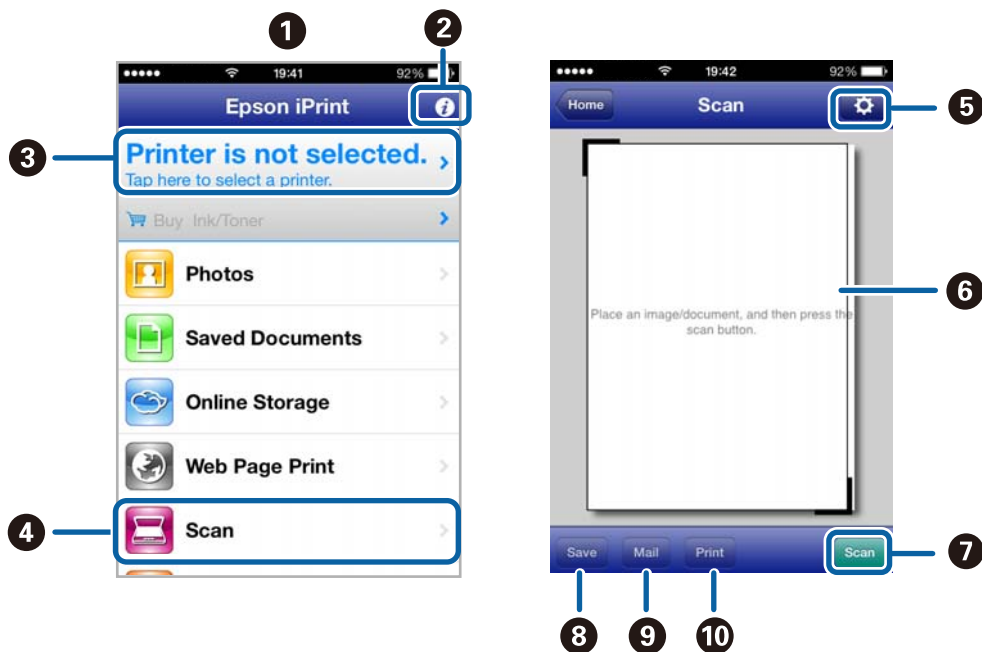 1
2
19:41
92%
Epson iPrint
i
3
Printer is not selected.
Tap here to select a printer.
Buy Ink/Toner
Photos
Saved Documents
Online Storage
Web Page Print
4
Scan
19:42
92%
Home
Scan
5
6
Place an image/document, and then press the
scan button.
Save
Mail
Print
Scan
7
8
9
10